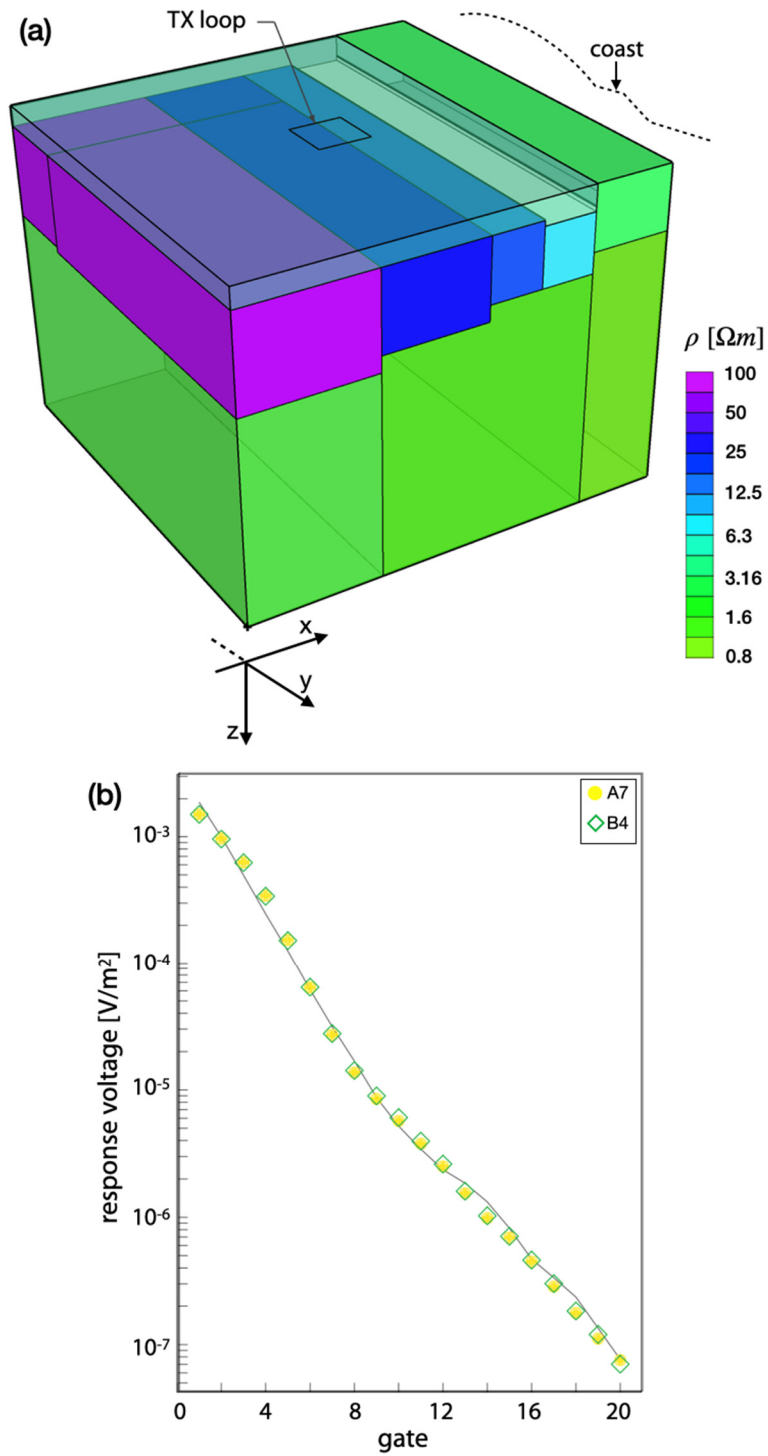 (a)
TX loop
coast
ρ [Ωm]
100
50
25
12.5
6.3
3.16
1.6
0.8
x
y
z
(b)
A7
B4
10-3
10-4
10-5
10-6
10-7
response voltage [V/m²]
0 4 8 12 16 20
gate